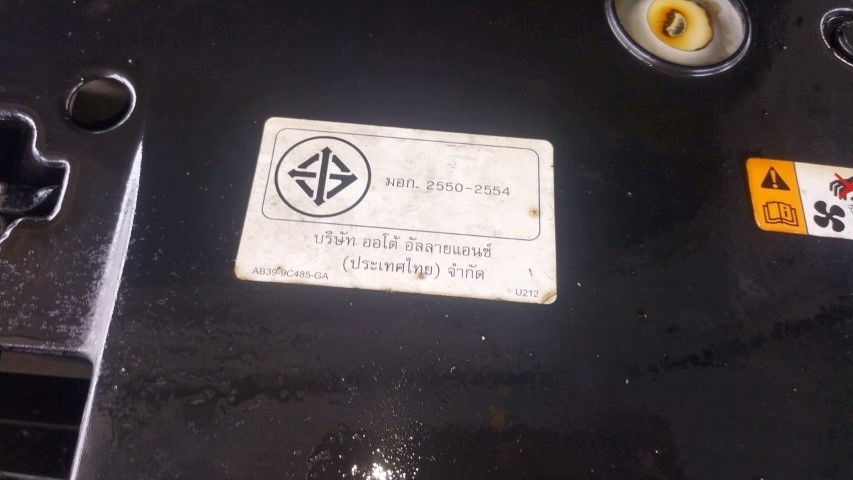 มอก. 2550-2554
บริษัท ออโต้ อัลลายแอนซ์
(ประเทศไทย) จำกัด
AB39-9C485-GA
U212